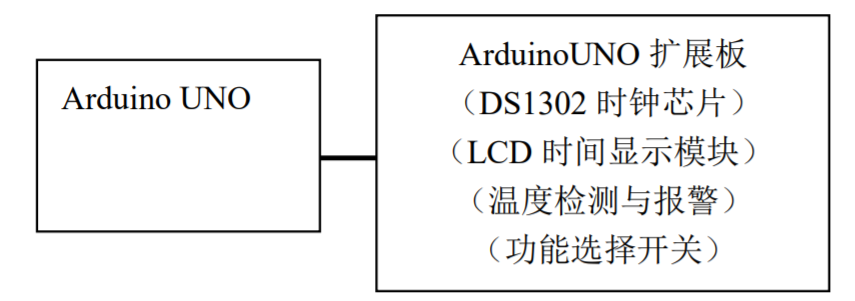 Arduino UNO
ArduinoUNO 扩展板
（DS1302 时钟芯片）
（LCD 时间显示模块）
（温度检测与报警）
（功能选择开关）